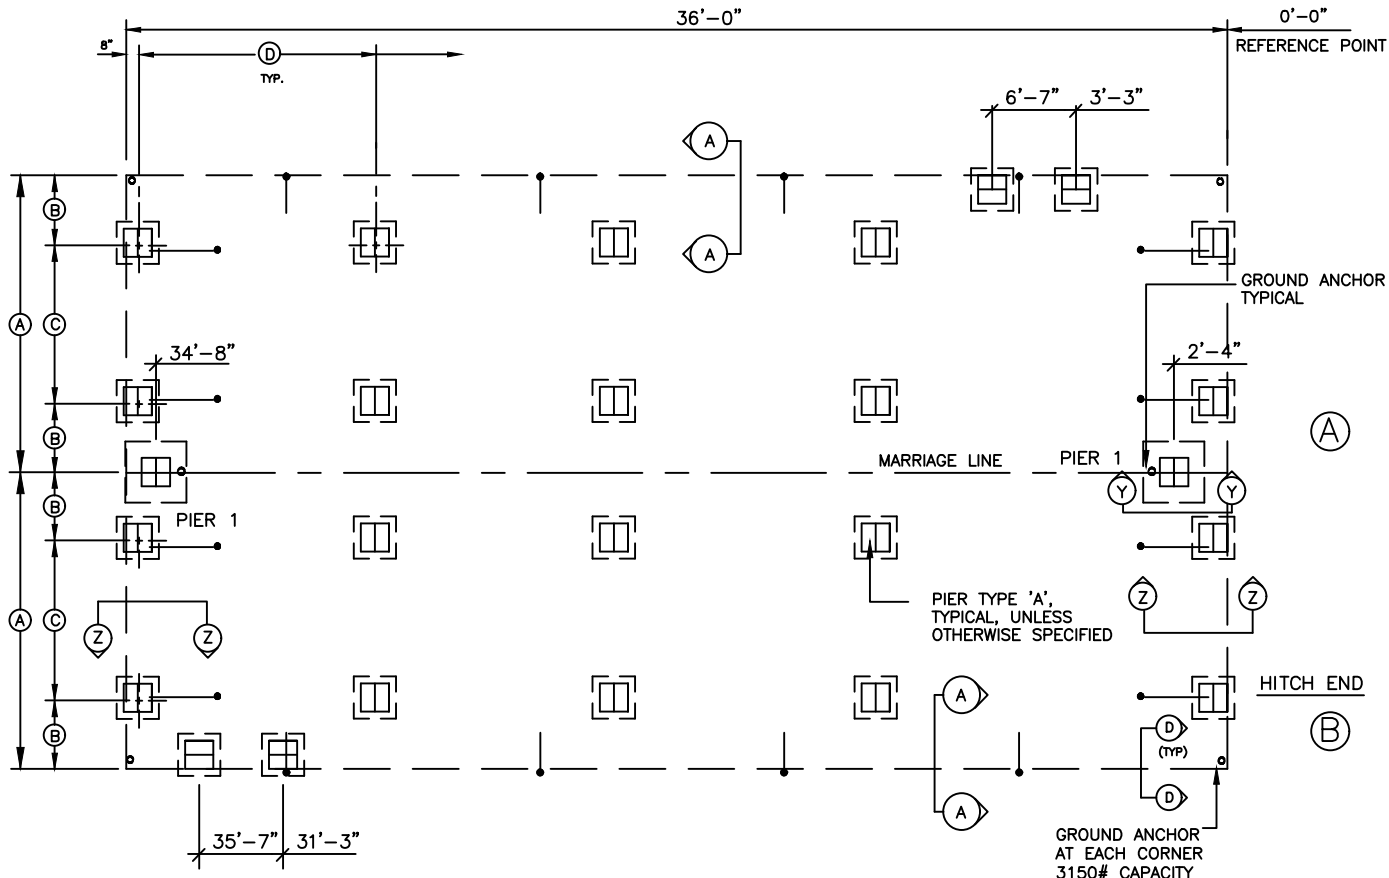 36'-0"
0'-0"
REFERENCE POINT
8"
D
TYP.
6'-7"
3'-3"
A
B
A
GROUND ANCHOR
TYPICAL
A
C
34'-8"
2'-4"
A
B
MARRIAGE LINE
PIER 1
Y
Y
B
PIER 1
PIER TYPE 'A',
TYPICAL, UNLESS
OTHERWISE SPECIFIED
Z
Z
A
C
Z
Z
HITCH END
A
B
B
D
(TYP)
D
A
35'-7"
31'-3"
GROUND ANCHOR
AT EACH CORNER
3150# CAPACITY